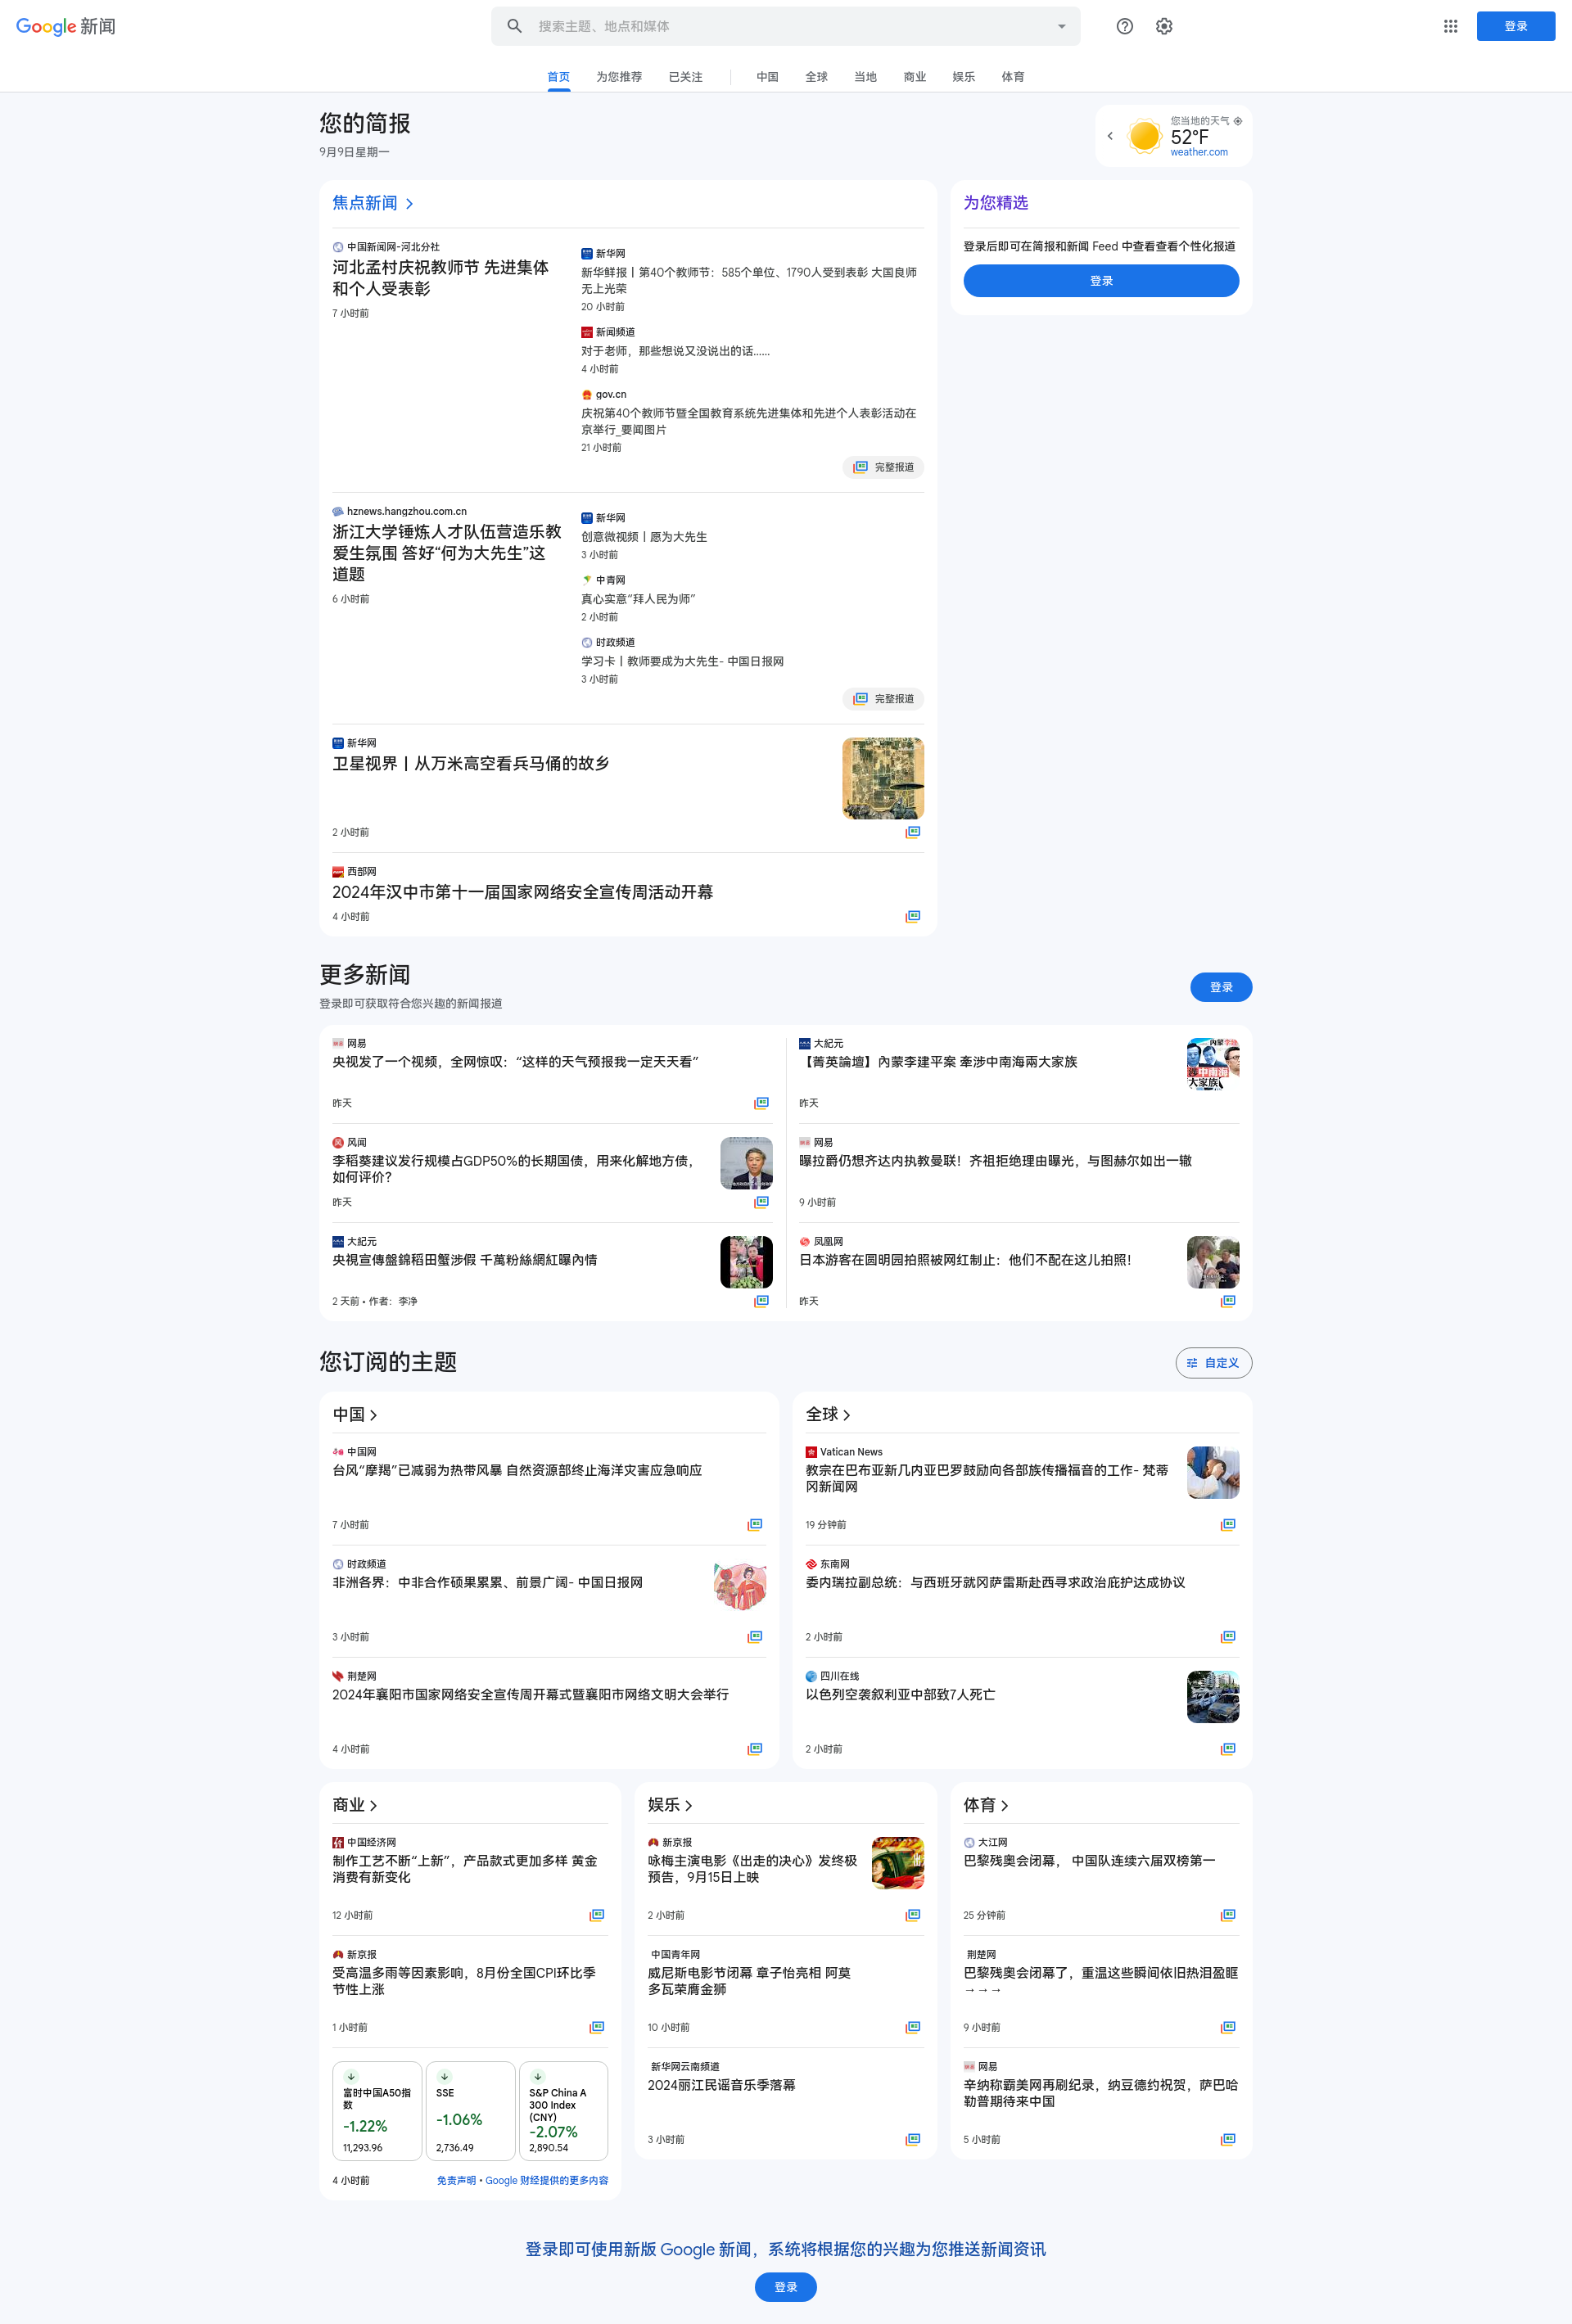 Google 新闻
搜索主题、地点和媒体
登录
首页
为您推荐
已关注
中国
全球
当地
商业
娱乐
体育
您的简报
9月9日星期一
您当地的天气
52°F
weather.com
焦点新闻
中国新闻网-河北分社
河北孟村庆祝教师节 先进集体
和个人受表彰
7 小时前
新华网
新华鲜报丨第40个教师节：585个单位、1790人受到表彰 大国良师
无上光荣
20 小时前
新闻频道
对于老师，那些想说又没说出的话……
4 小时前
gov.cn
庆祝第40个教师节暨全国教育系统先进集体和先进个人表彰活动在
京举行_要闻图片
21 小时前
完整报道
为您精选
登录后即可在简报和新闻 Feed 中查看查看个性化报道
登录
hznews.hangzhou.com.cn
浙江大学锤炼人才队伍营造乐教
爱生氛围 答好“何为大先生”这
道题
6 小时前
新华网
创意微视频丨愿为大先生
3 小时前
中青网
真心实意“拜人民为师”
2 小时前
时政频道
学习卡丨教师要成为大先生- 中国日报网
3 小时前
完整报道
新华网
卫星视界丨从万米高空看兵马俑的故乡
2 小时前
西部网
2024年汉中市第十一届国家网络安全宣传周活动开幕
4 小时前
更多新闻
登录即可获取符合您兴趣的新闻报道
登录
网易
央视发了一个视频，全网惊叹：“这样的天气预报我一定天天看”
昨天
风闻
李稻葵建议发行规模占GDP50%的长期国债，用来化解地方债，
如何评价？
昨天
大紀元
央視宣傳盤錦稻田蟹涉假 千萬粉絲網紅曝內情
2 天前 • 作者：李净
大紀元
【菁英論壇】內蒙李建平案 牽涉中南海兩大家族
内蒙李建
涉中南海
大家族
昨天
网易
曝拉爵仍想齐达内执教曼联！齐祖拒绝理由曝光，与图赫尔如出一辙
9 小时前
凤凰网
日本游客在圆明园拍照被网红制止：他们不配在这儿拍照！
昨天
您订阅的主题
自定义
中国
中国网
台风“摩羯”已减弱为热带风暴 自然资源部终止海洋灾害应急响应
7 小时前
时政频道
非洲各界：中非合作硕果累累、前景广阔- 中国日报网
3 小时前
荆楚网
2024年襄阳市国家网络安全宣传周开幕式暨襄阳市网络文明大会举行
4 小时前
全球
Vatican News
教宗在巴布亚新几内亚巴罗鼓励向各部族传播福音的工作- 梵蒂
冈新闻网
19 分钟前
东南网
委内瑞拉副总统：与西班牙就冈萨雷斯赴西寻求政治庇护达成协议
2 小时前
四川在线
以色列空袭叙利亚中部致7人死亡
2 小时前
商业
中国经济网
制作工艺不断“上新”，产品款式更加多样 黄金
消费有新变化
12 小时前
新京报
受高温多雨等因素影响，8月份全国CPI环比季
节性上涨
1 小时前
富时中国A50指
数
-1.22%
11,293.96
SSE
-1.06%
2,736.49
S&P China A
300 Index
(CNY)
-2.07%
2,890.54
4 小时前
免责声明 • Google 财经提供的更多内容
娱乐
新京报
咏梅主演电影《出走的决心》发终极
预告，9月15日上映
2 小时前
中国青年网
威尼斯电影节闭幕 章子怡亮相 阿莫
多瓦荣膺金狮
10 小时前
新华网云南频道
2024丽江民谣音乐季落幕
3 小时前
体育
大江网
巴黎残奥会闭幕， 中国队连续六届双榜第一
25 分钟前
荆楚网
巴黎残奥会闭幕了，重温这些瞬间依旧热泪盈眶
→→→
9 小时前
网易
辛纳称霸美网再刷纪录，纳豆德约祝贺，萨巴哈
勒普期待来中国
5 小时前
登录即可使用新版 Google 新闻，系统将根据您的兴趣为您推送新闻资讯
登录